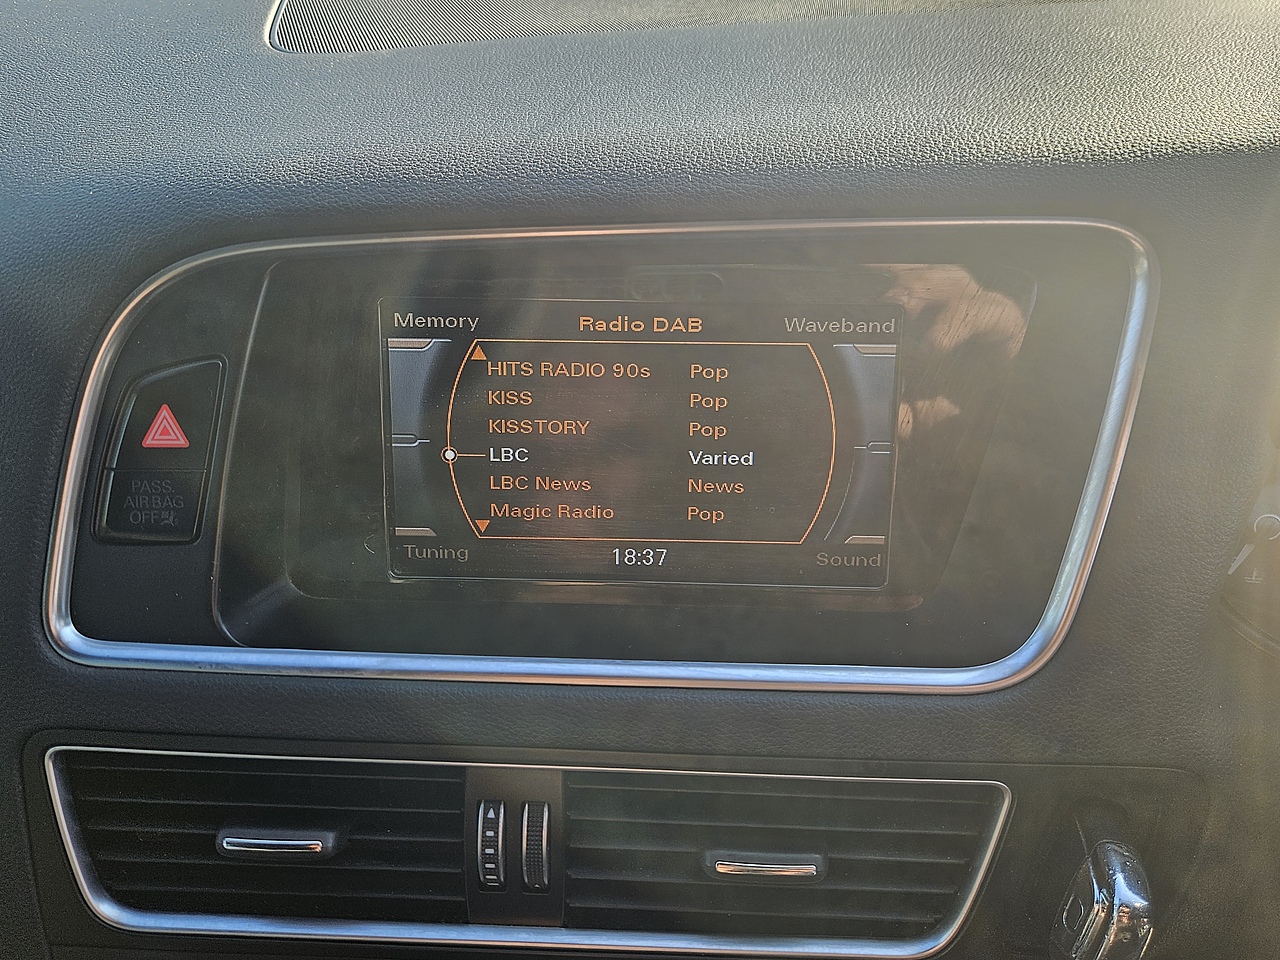 Memory Radio DAB Waveband
HITS RADIO 90s Pop
KISS Pop
KISSTORY Pop
LBC Varied
LBC News News
Magic Radio Pop
Tuning 18:37 Sound
PASS.
AIR BAG
OFF